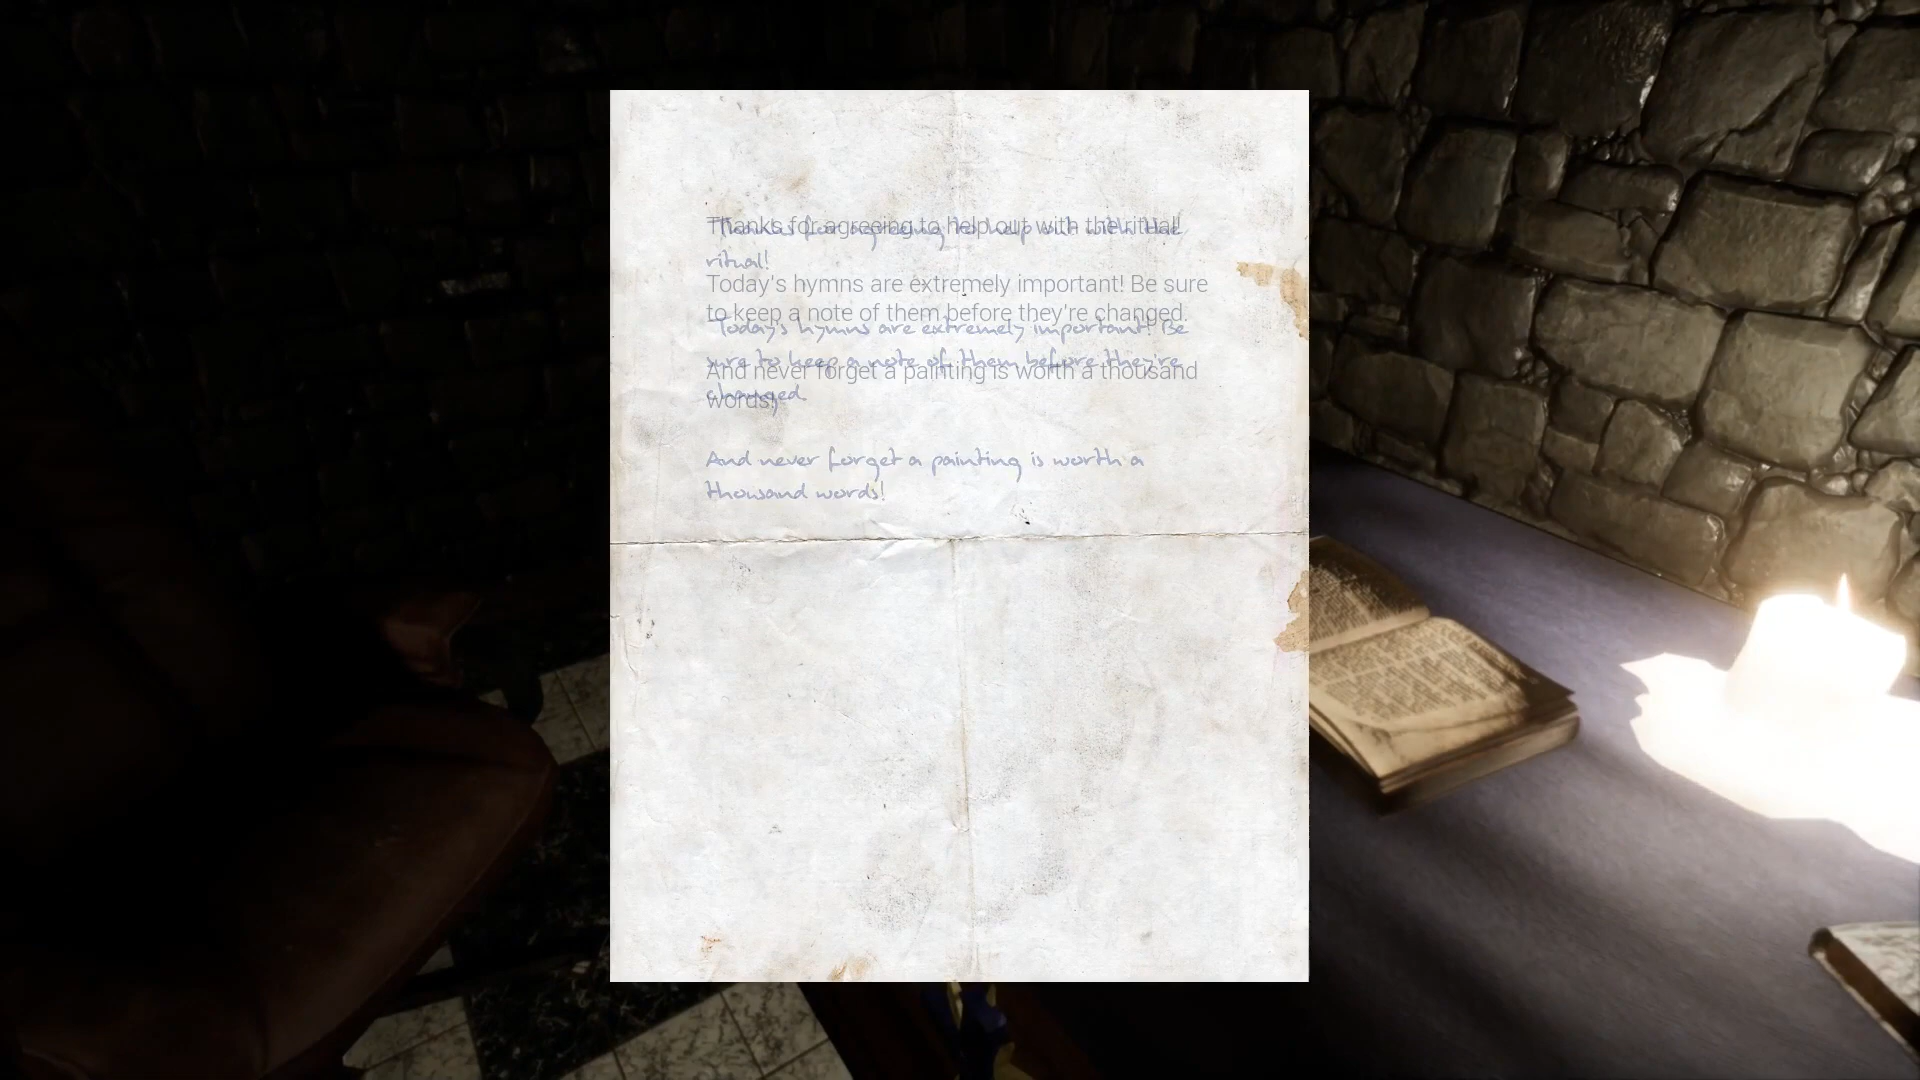 Thanks for agreeing to help out with the ritual!
Thanks for agreeing to help out with the
ritual!
Today's hymns are extremely important! Be sure
to keep a note of them before they're changed.
Today's hymns are extremely important! Be
sure to keep a note of them before they're
changed.
And never forget a painting is worth a thousand
words!
And never forget a painting is worth a
thousand words!